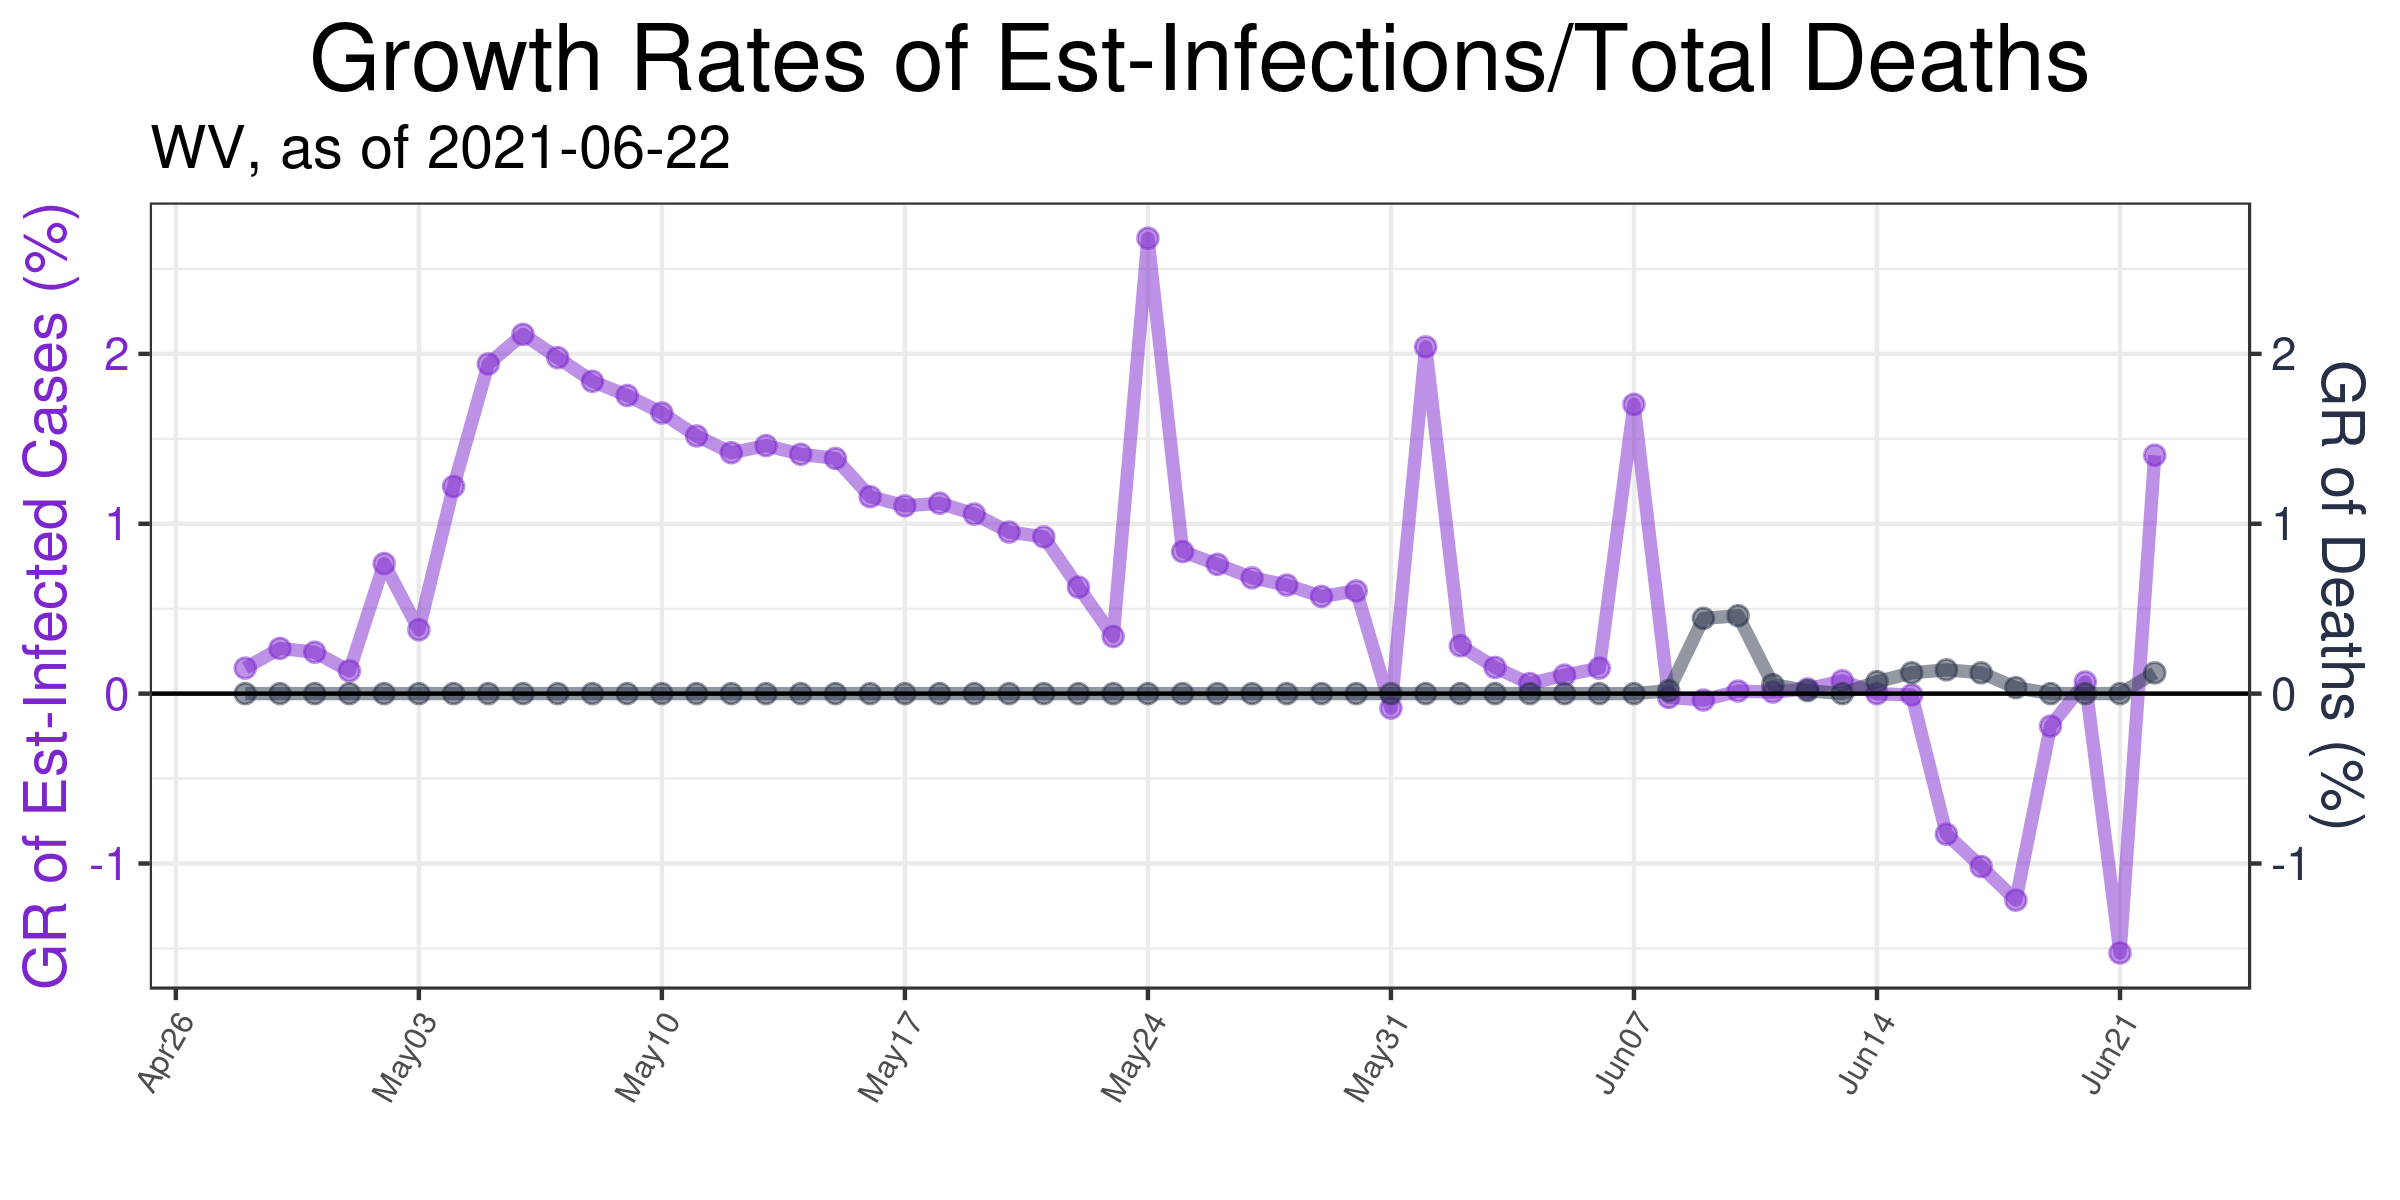 Growth Rates of Est-Infections/Total Deaths
WV, as of 2021-06-22
GR of Est-Infected Cases (%)
2
1
0
-1
2
1
0
-1
GR of Deaths (%)
Apr26
May03
May10
May17
May24
May31
Jun07
Jun14
Jun21